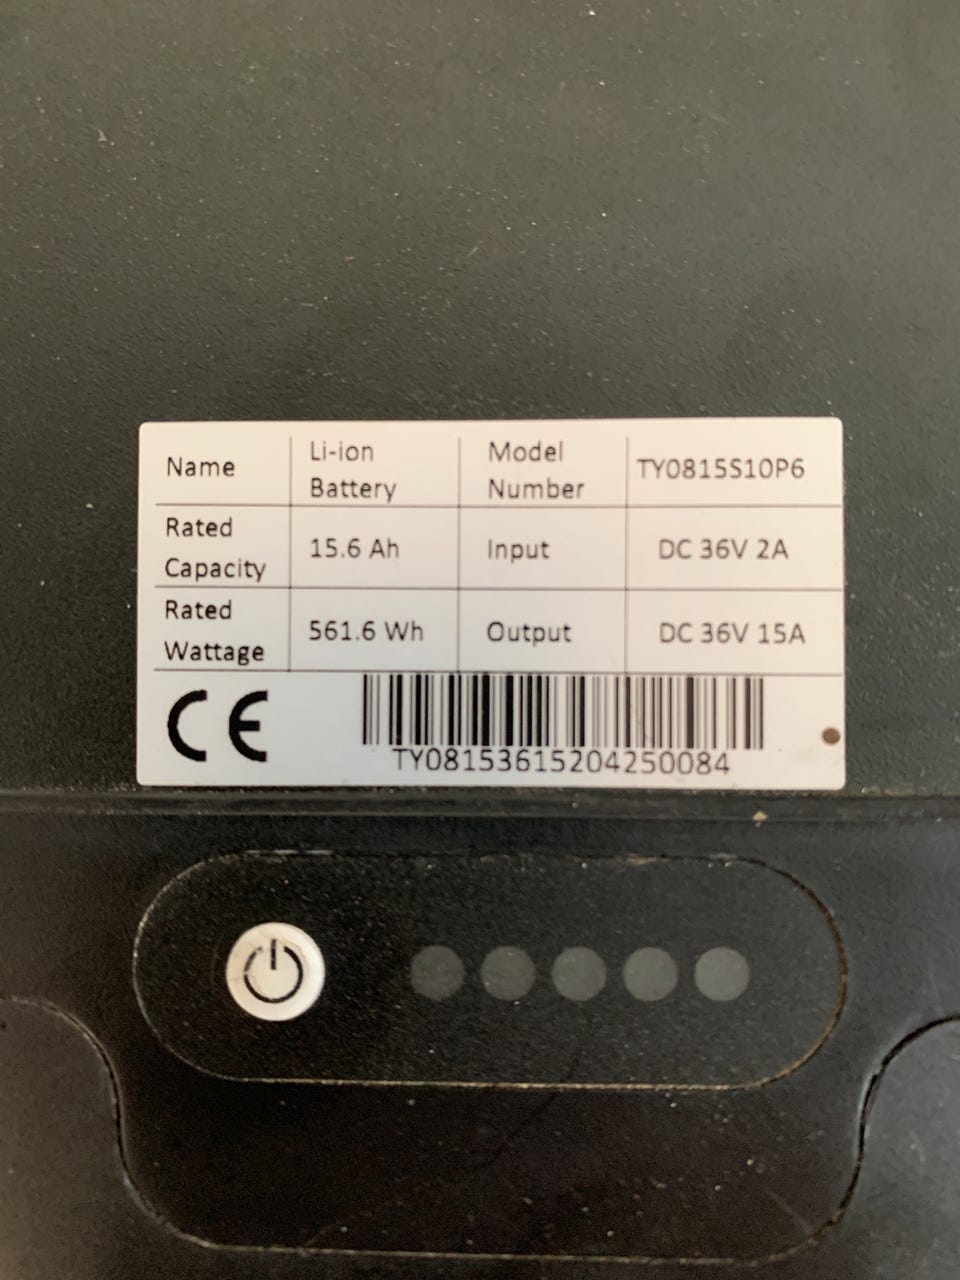 Name Li-ion Battery Model Number TY0815S10P6
Rated Capacity 15.6 Ah Input DC 36V 2A
Rated Wattage 561.6 Wh Output DC 36V 15A
CE
TY08153615204250084